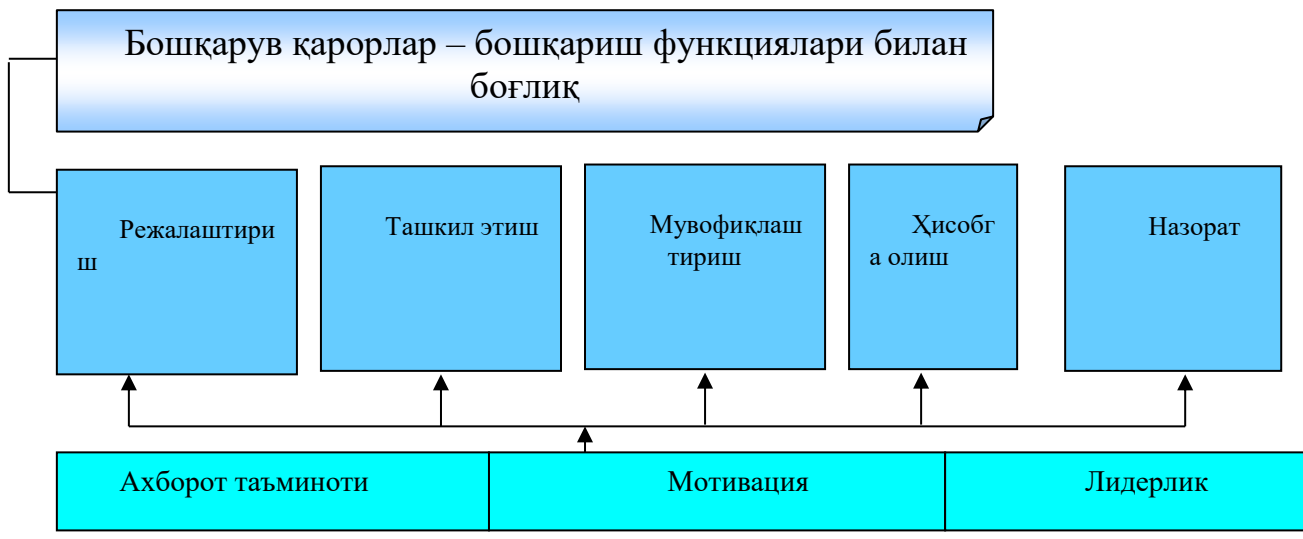 Бошқарув қарорлар – бошқариш функциялари билан
боғлиқ
Режалаштири
ш
Ташкил этиш
Мувофиқлаш
тириш
Ҳисобг
а олиш
Назорат
Ахборот таъминоти
Мотивация
Лидерлик